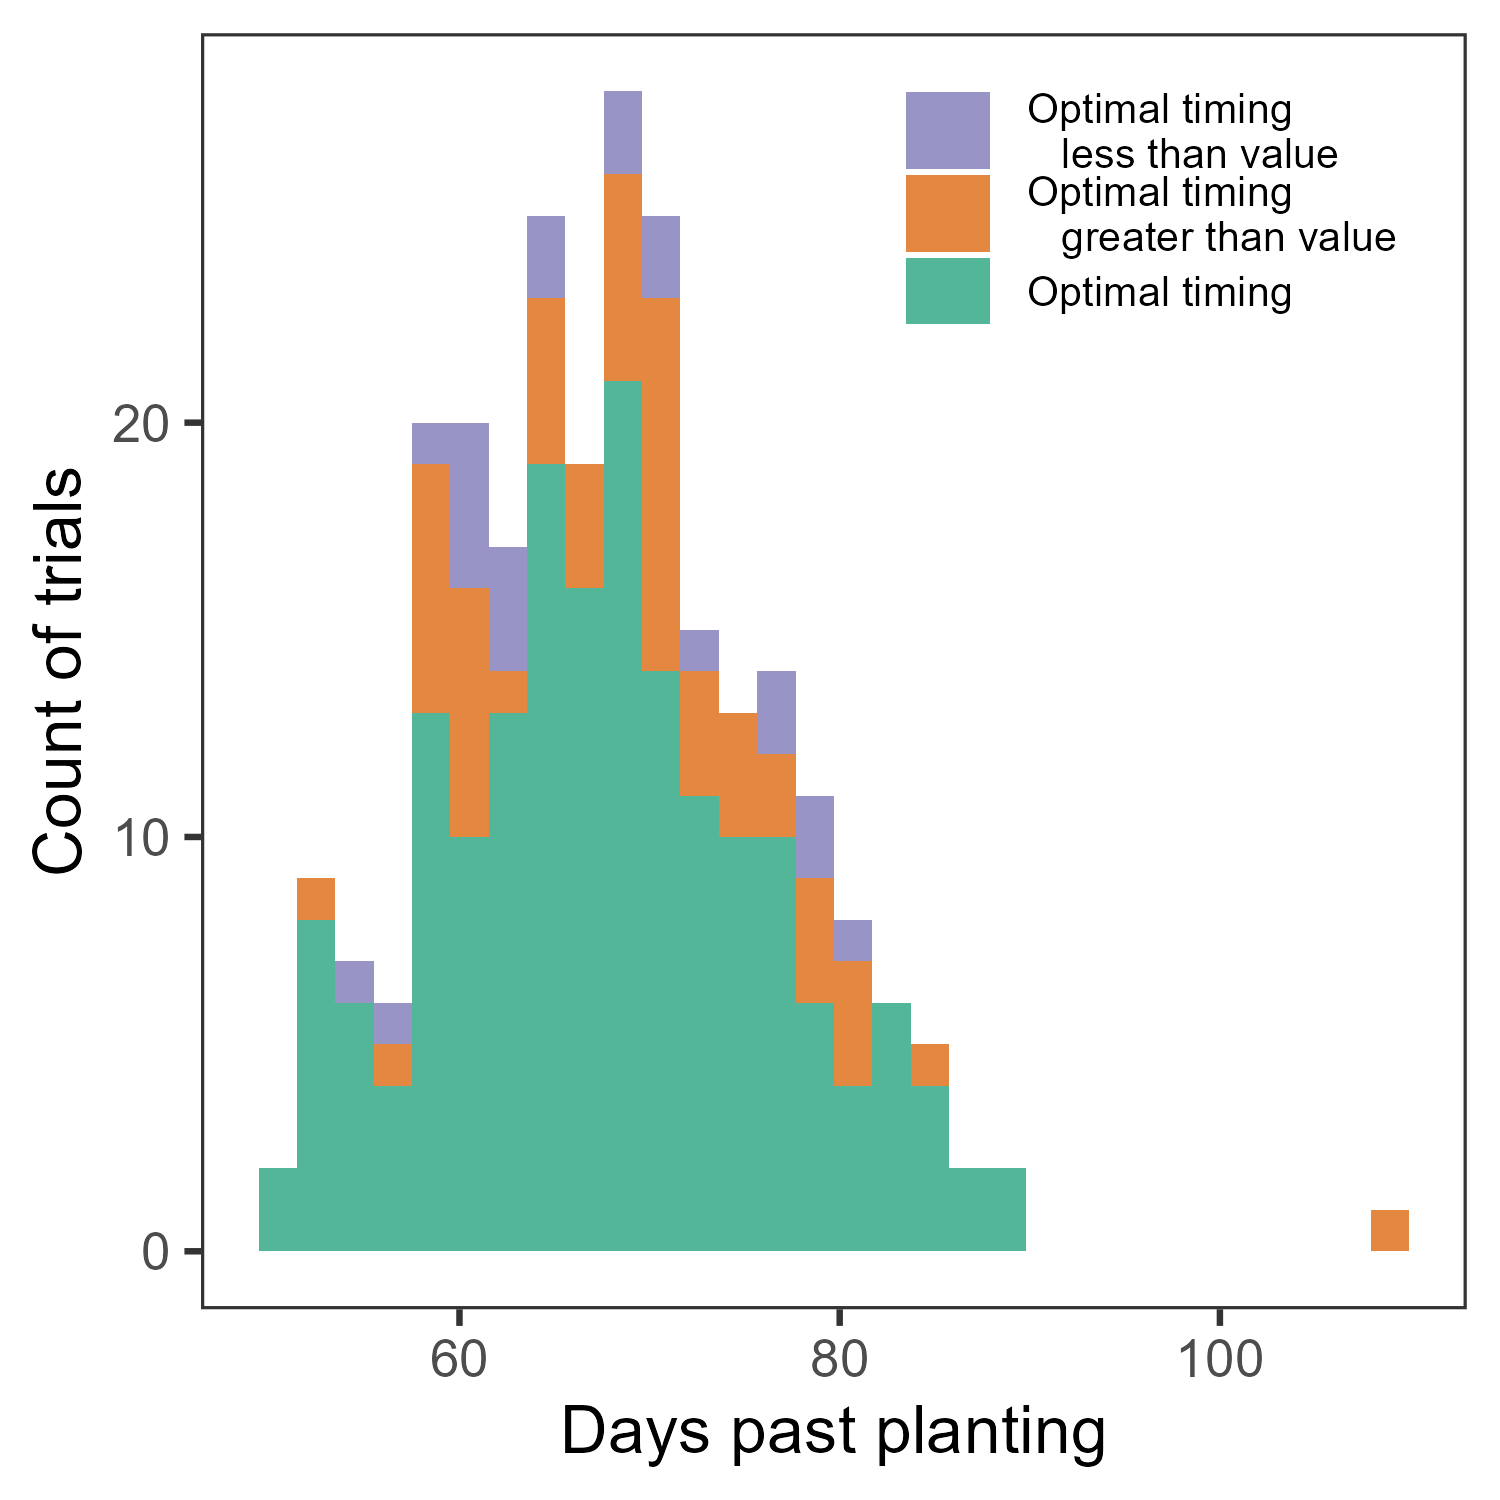 Optimal timing
less than value
Optimal timing
greater than value
Optimal timing
20
10
0
Count of trials
60 80 100
Days past planting